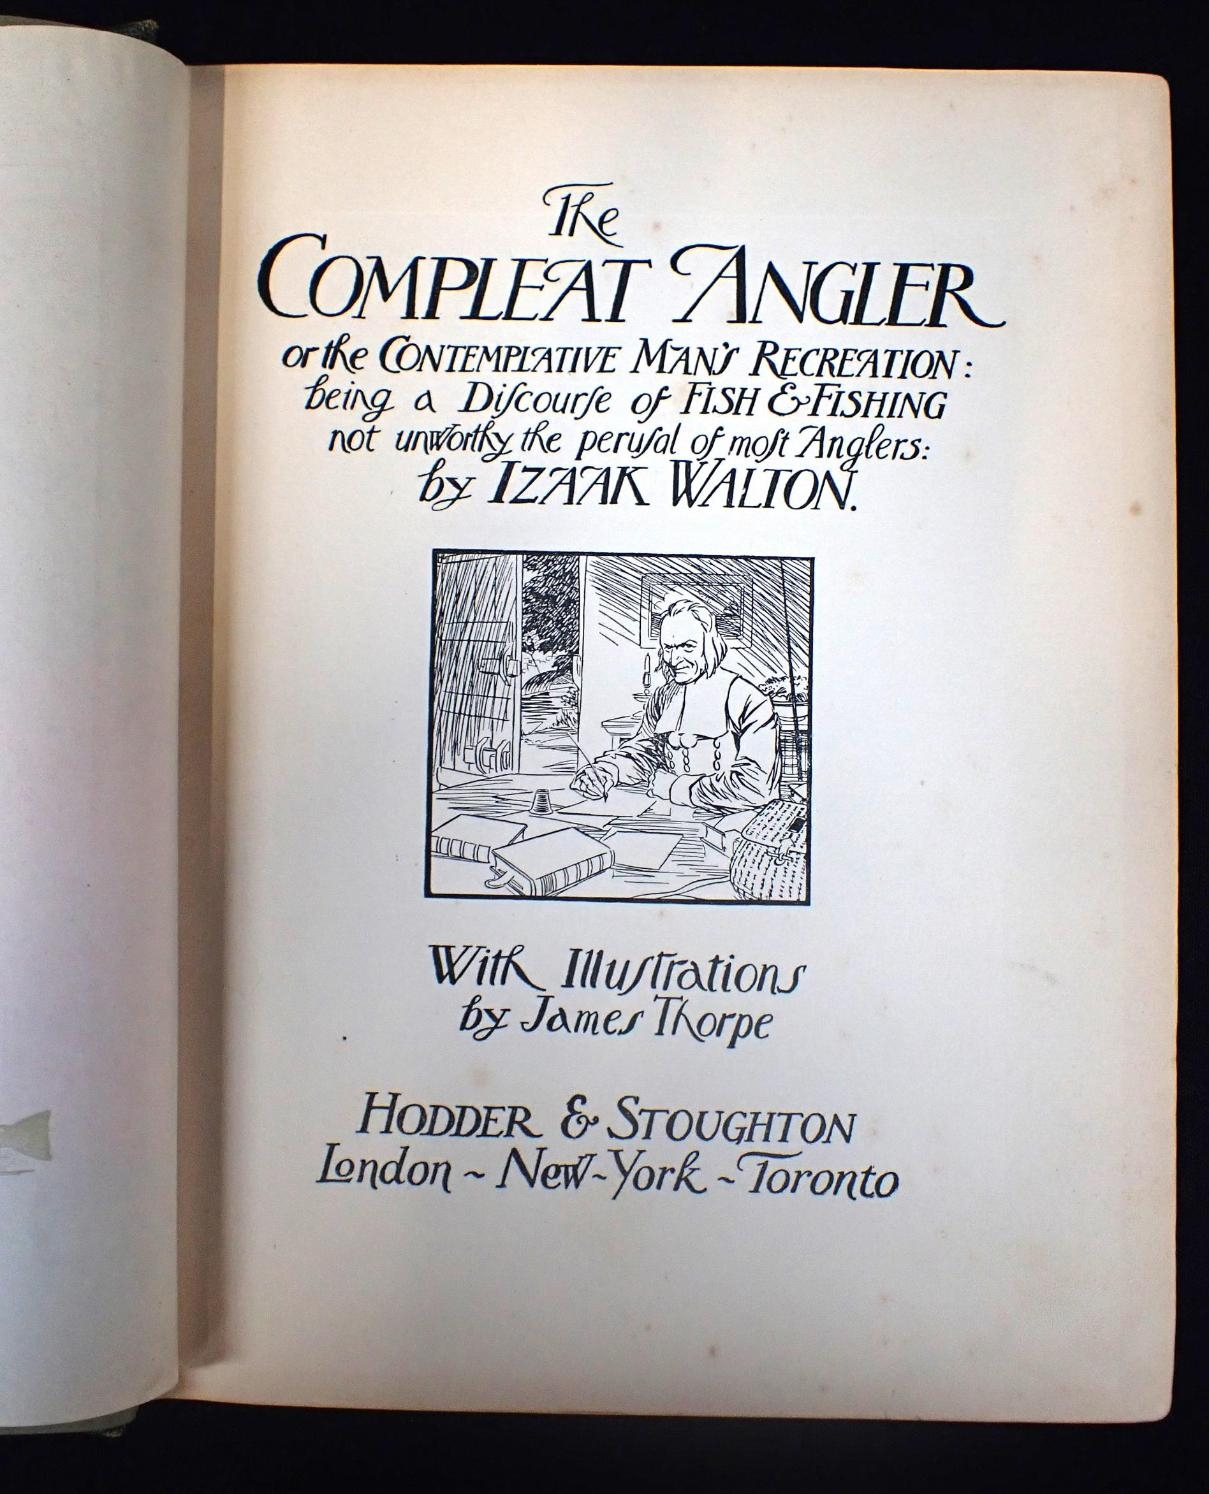 The
COMPLEAT ANGLER
or the CONTEMPLATIVE MAN'S RECREATION:
being a Diſcourſe of FISH & FISHING
not unworthy the peruſal of moſt Anglers:
by IZAAK WALTON.
With Illuſtrations
by James Thorpe
HODDER & STOUGHTON
London ~ New-York ~ Toronto